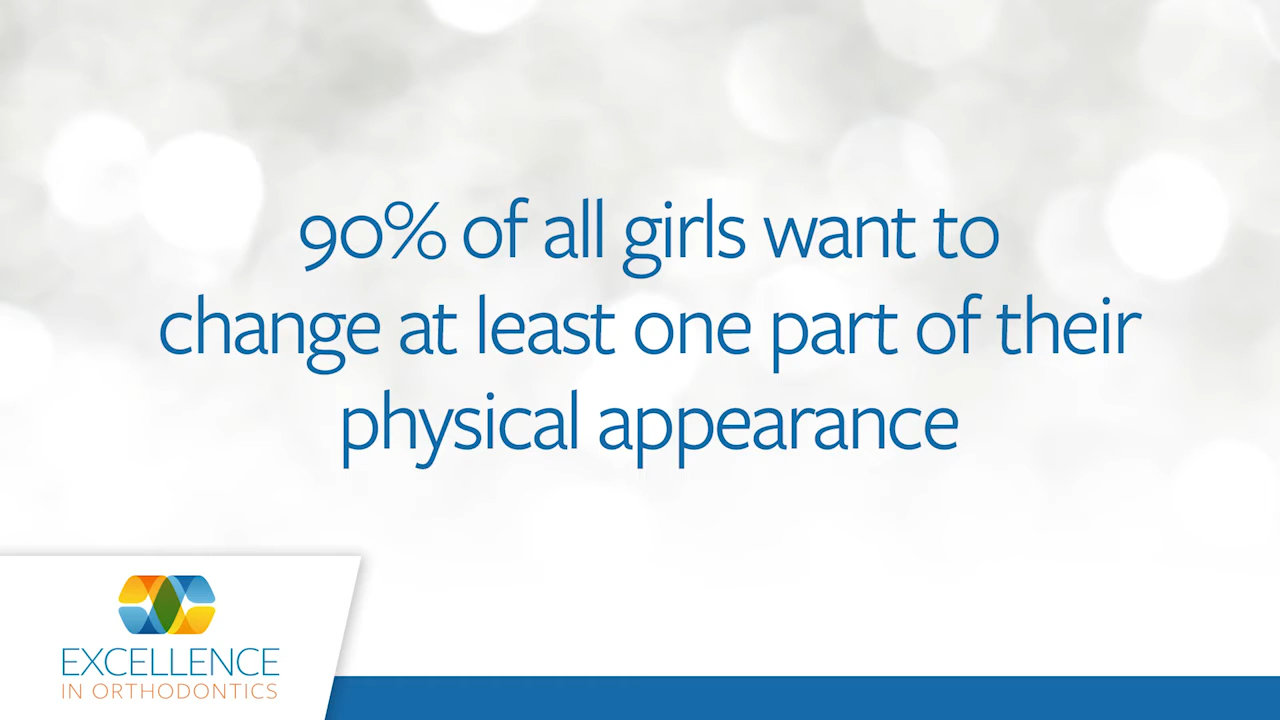 90% of all girls want to
change at least one part of their
physical appearance
EXCELLENCE
IN ORTHODONTICS